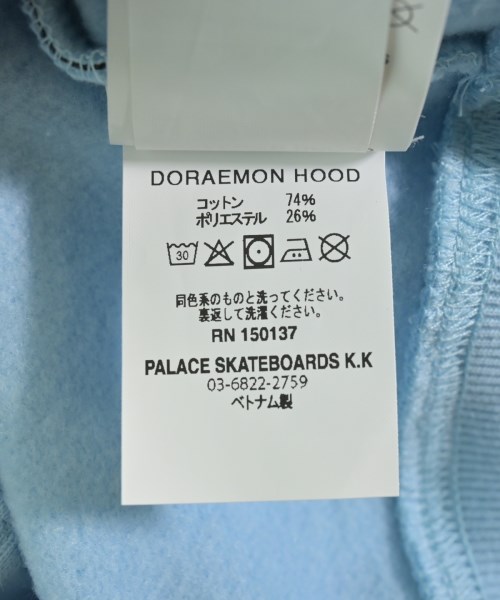 DORAEMON HOOD
コットン 74%
ポリエステル 26%
30
同色系のものと洗ってください。
裏返して洗濯ください。
RN 150137
PALACE SKATEBOARDS K.K
03-6822-2759
ベトナム製